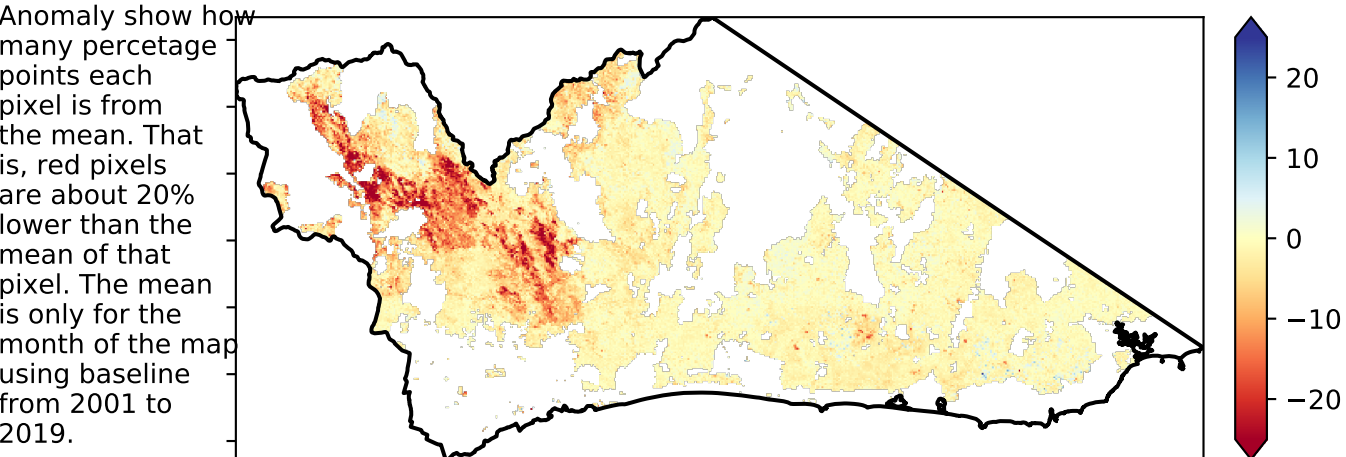 Anomaly show how
many percetage
points each
pixel is from
the mean. That
is, red pixels
are about 20%
lower than the
mean of that
pixel. The mean
is only for the
month of the map
using baseline
from 2001 to
2019.
20
10
0
−10
−20